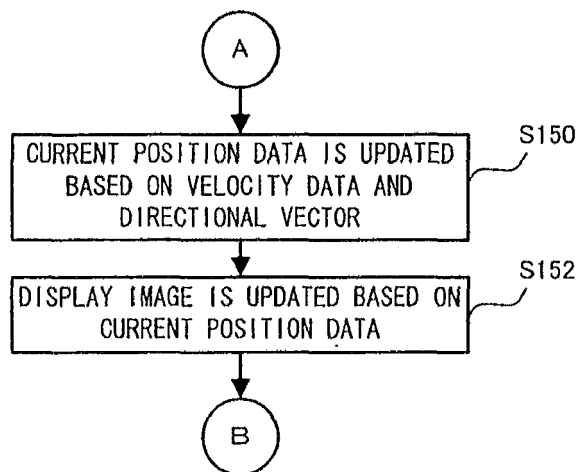 A
CURRENT POSITION DATA IS UPDATED
BASED ON VELOCITY DATA AND
DIRECTIONAL VECTOR
S150
DISPLAY IMAGE IS UPDATED BASED ON
CURRENT POSITION DATA
S152
B